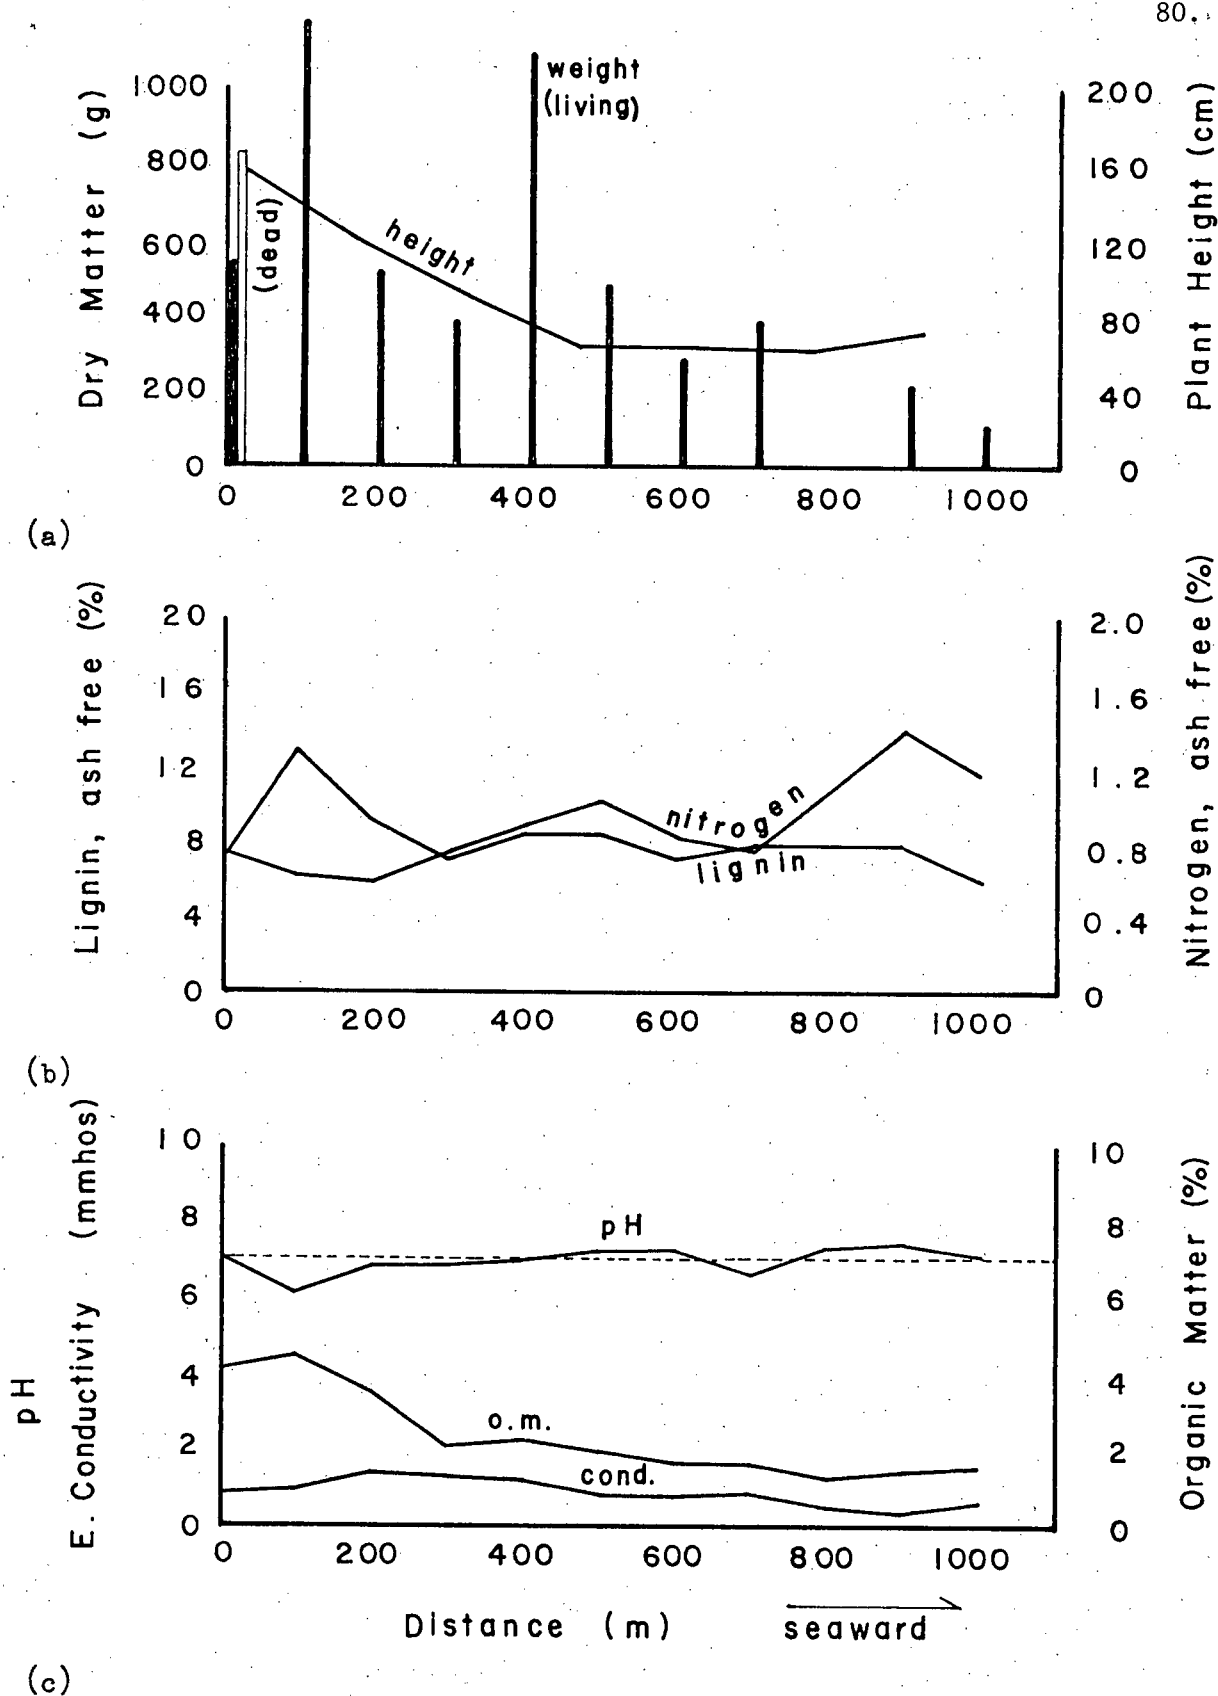 80.
weight
(living)
(dead)
height
Dry Matter (g)
1000
800
600
400
200
0
Plant Height (cm)
200
160
120
80
40
0
0 200 400 600 800 1000
(a)
Lignin, ash free (%)
20
16
12
8
4
0
nitrogen
lignin
Nitrogen, ash free (%)
2.0
1.6
1.2
0.8
0.4
0
0 200 400 600 800 1000
(b)
pH
E. Conductivity (mmhos)
10
8
6
4
2
0
pH
o.m.
cond.
Organic Matter (%)
10
8
6
4
2
0
0 200 400 600 800 1000
Distance (m) seaward
(c)